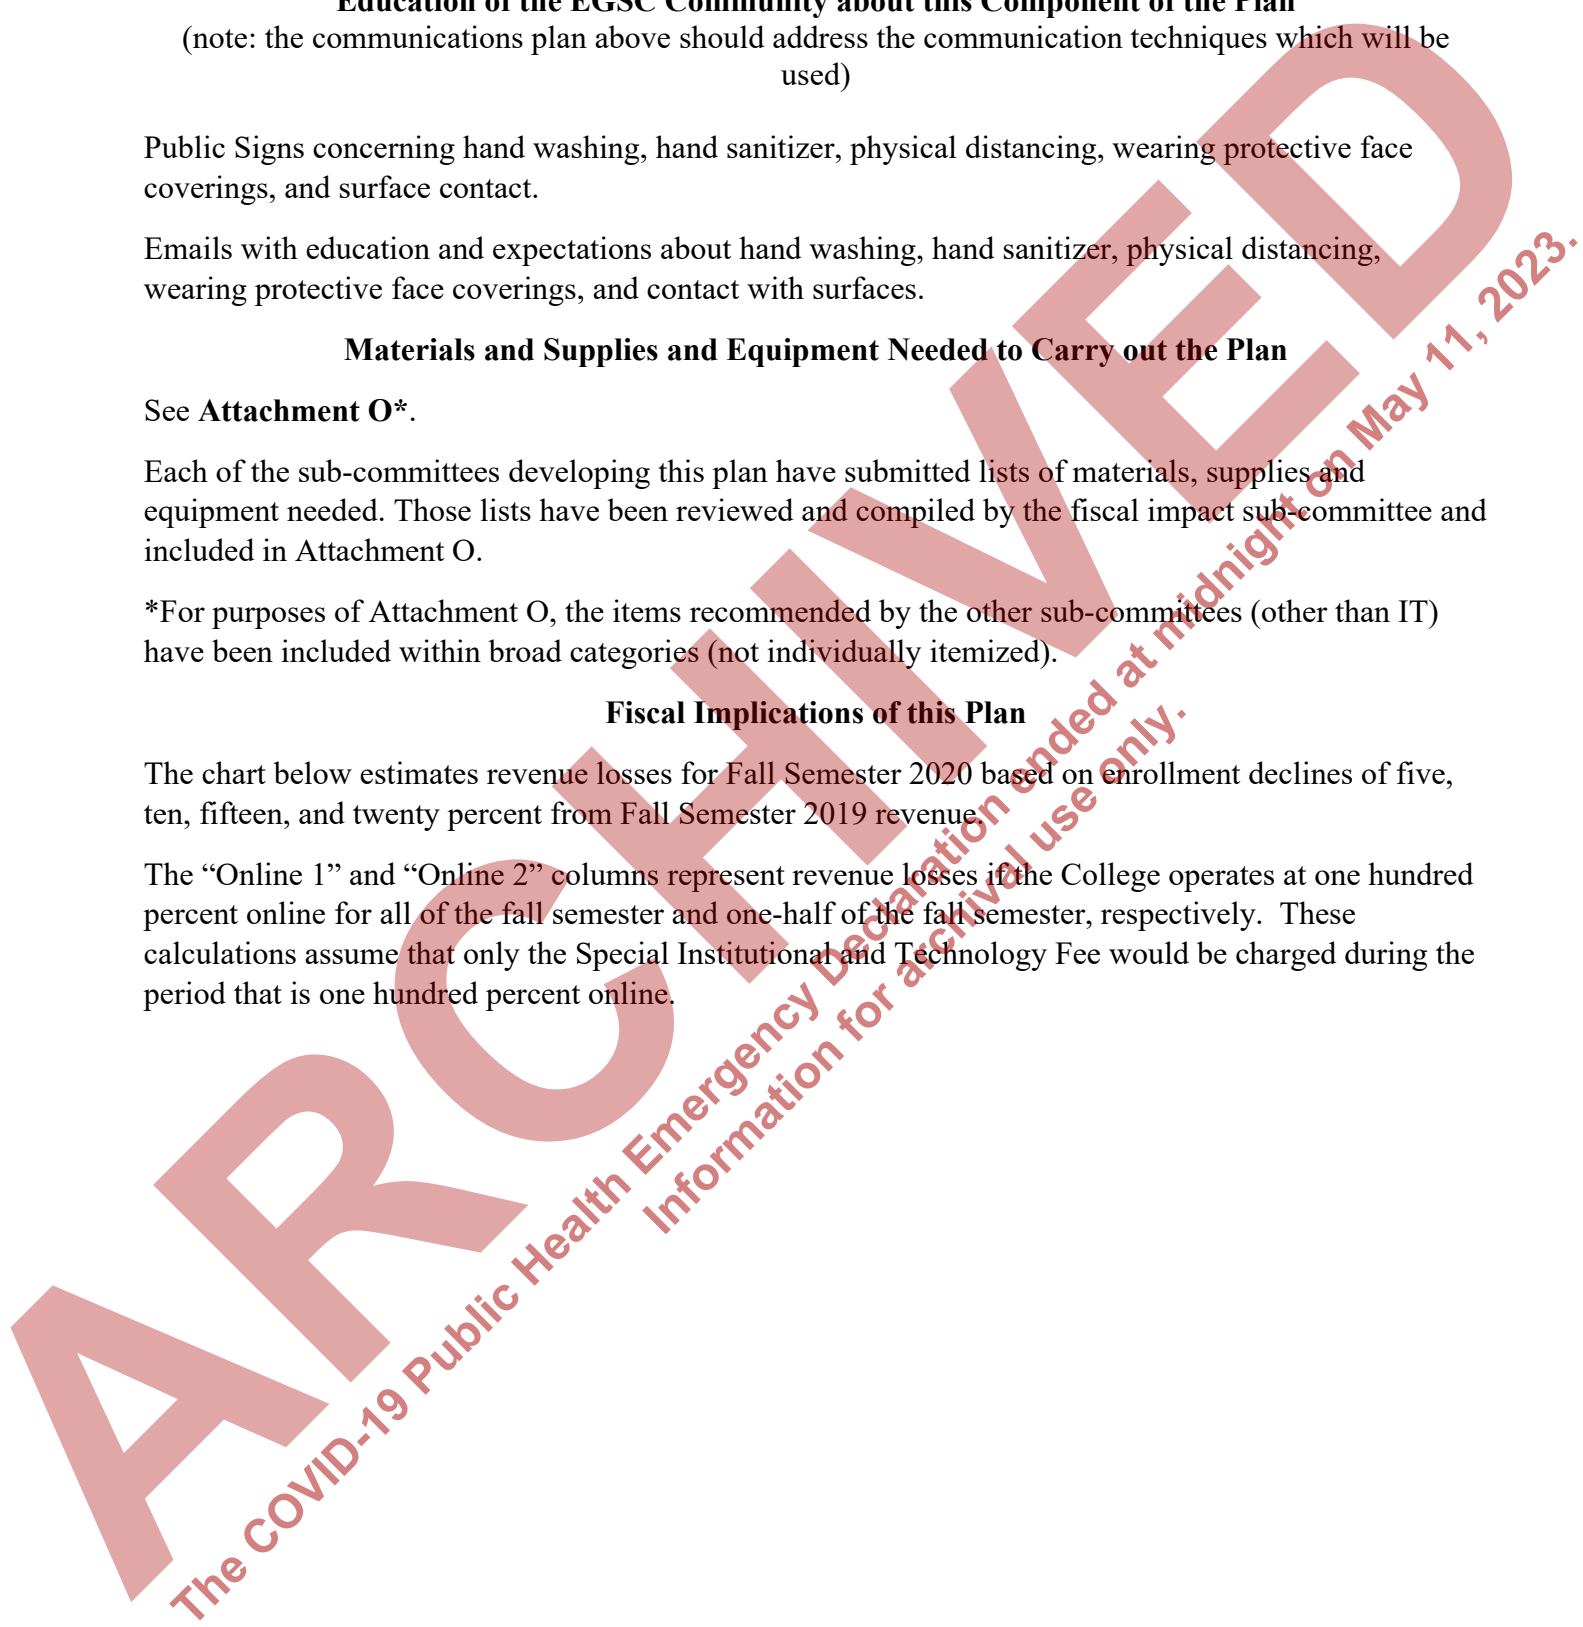 Education of the EGSC Community about this Component of the Plan
(note: the communications plan above should address the communication techniques which will be
used)
Public Signs concerning hand washing, hand sanitizer, physical distancing, wearing protective face
coverings, and surface contact.
Emails with education and expectations about hand washing, hand sanitizer, physical distancing,
wearing protective face coverings, and contact with surfaces.
Materials and Supplies and Equipment Needed to Carry out the Plan
See Attachment O*.
Each of the sub-committees developing this plan have submitted lists of materials, supplies and
equipment needed. Those lists have been reviewed and compiled by the fiscal impact sub-committee and
included in Attachment O.
*For purposes of Attachment O, the items recommended by the other sub-committees (other than IT)
have been included within broad categories (not individually itemized).
Fiscal Implications of this Plan
The chart below estimates revenue losses for Fall Semester 2020 based on enrollment declines of five,
ten, fifteen, and twenty percent from Fall Semester 2019 revenue.
The “Online 1” and “Online 2” columns represent revenue losses if the College operates at one hundred
percent online for all of the fall semester and one-half of the fall semester, respectively.  These
calculations assume that only the Special Institutional and Technology Fee would be charged during the
period that is one hundred percent online.
ARCHIVED
The COVID-19 Public Health Emergency Declaration ended at midnight on May 11, 2023.
Information for archival use only.